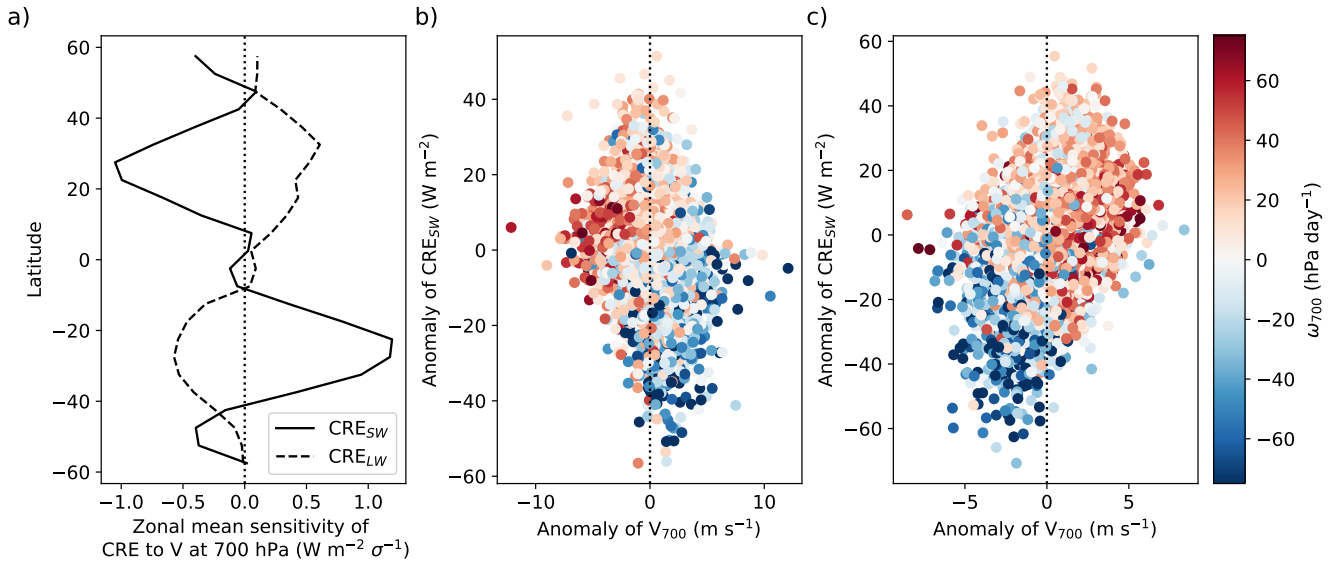 a)
60
40
20
0
−20
−40
−60
Latitude
−1.0
−0.5
0.0
0.5
1.0
Zonal mean sensitivity of
CRE to V at 700 hPa (W m⁻² σ⁻¹)
CRE_SW
CRE_LW
b)
40
20
0
−20
−40
−60
Anomaly of CRE_SW (W m⁻²)
−10
0
10
Anomaly of V₇₀₀ (m s⁻¹)
c)
60
40
20
0
−20
−40
−60
Anomaly of CRE_SW (W m⁻²)
−5
0
5
Anomaly of V₇₀₀ (m s⁻¹)
60
40
20
0
−20
−40
−60
ω₇₀₀ (hPa day⁻¹)